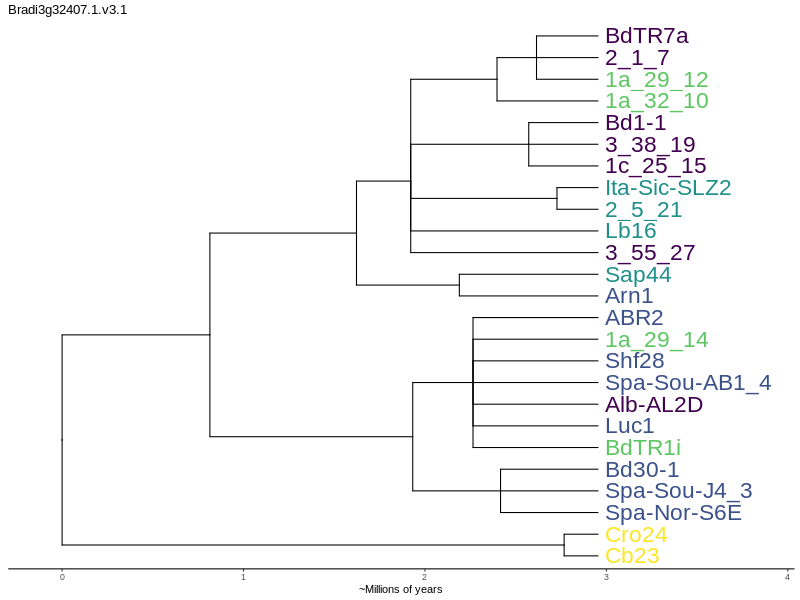 Bradi3g32407.1.v3.1
BdTR7a
2_1_7
1a_29_12
1a_32_10
Bd1-1
3_38_19
1c_25_15
Ita-Sic-SLZ2
2_5_21
Lb16
3_55_27
Sap44
Arn1
ABR2
1a_29_14
Shf28
Spa-Sou-AB1_4
Alb-AL2D
Luc1
BdTR1i
Bd30-1
Spa-Sou-J4_3
Spa-Nor-S6E
Cro24
Cb23
0 1 2 3 4
~Millions of years